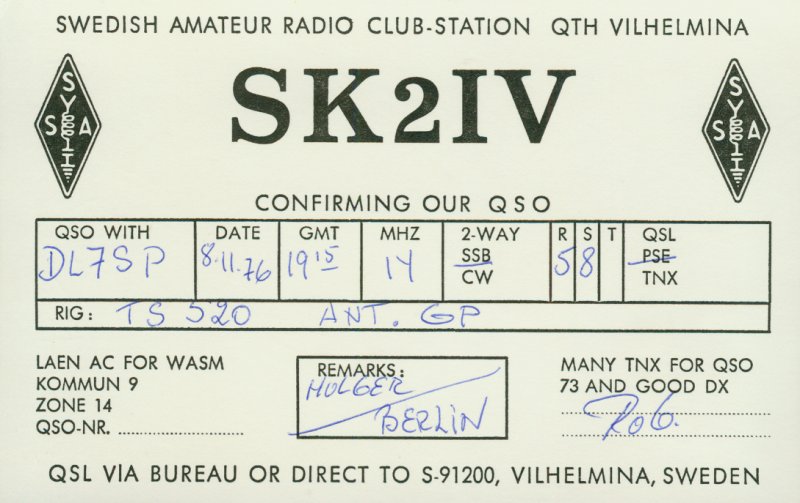 SWEDISH AMATEUR RADIO CLUB-STATION QTH VILHELMINA
SK2IV
SSA
SSA
CONFIRMING OUR QSO
QSO WITH DATE GMT MHZ 2-WAY R S T QSL
SSB PSE
DL7SP 8.11.76 1915 14 CW 5 8 TNX
RIG: TS 520 ANT. GP
LAEN AC FOR WASM
KOMMUN 9
ZONE 14
QSO-NR.
REMARKS:
HOLGER
BERLIN
MANY TNX FOR QSO
73 AND GOOD DX
QSL VIA BUREAU OR DIRECT TO S-91200, VILHELMINA, SWEDEN